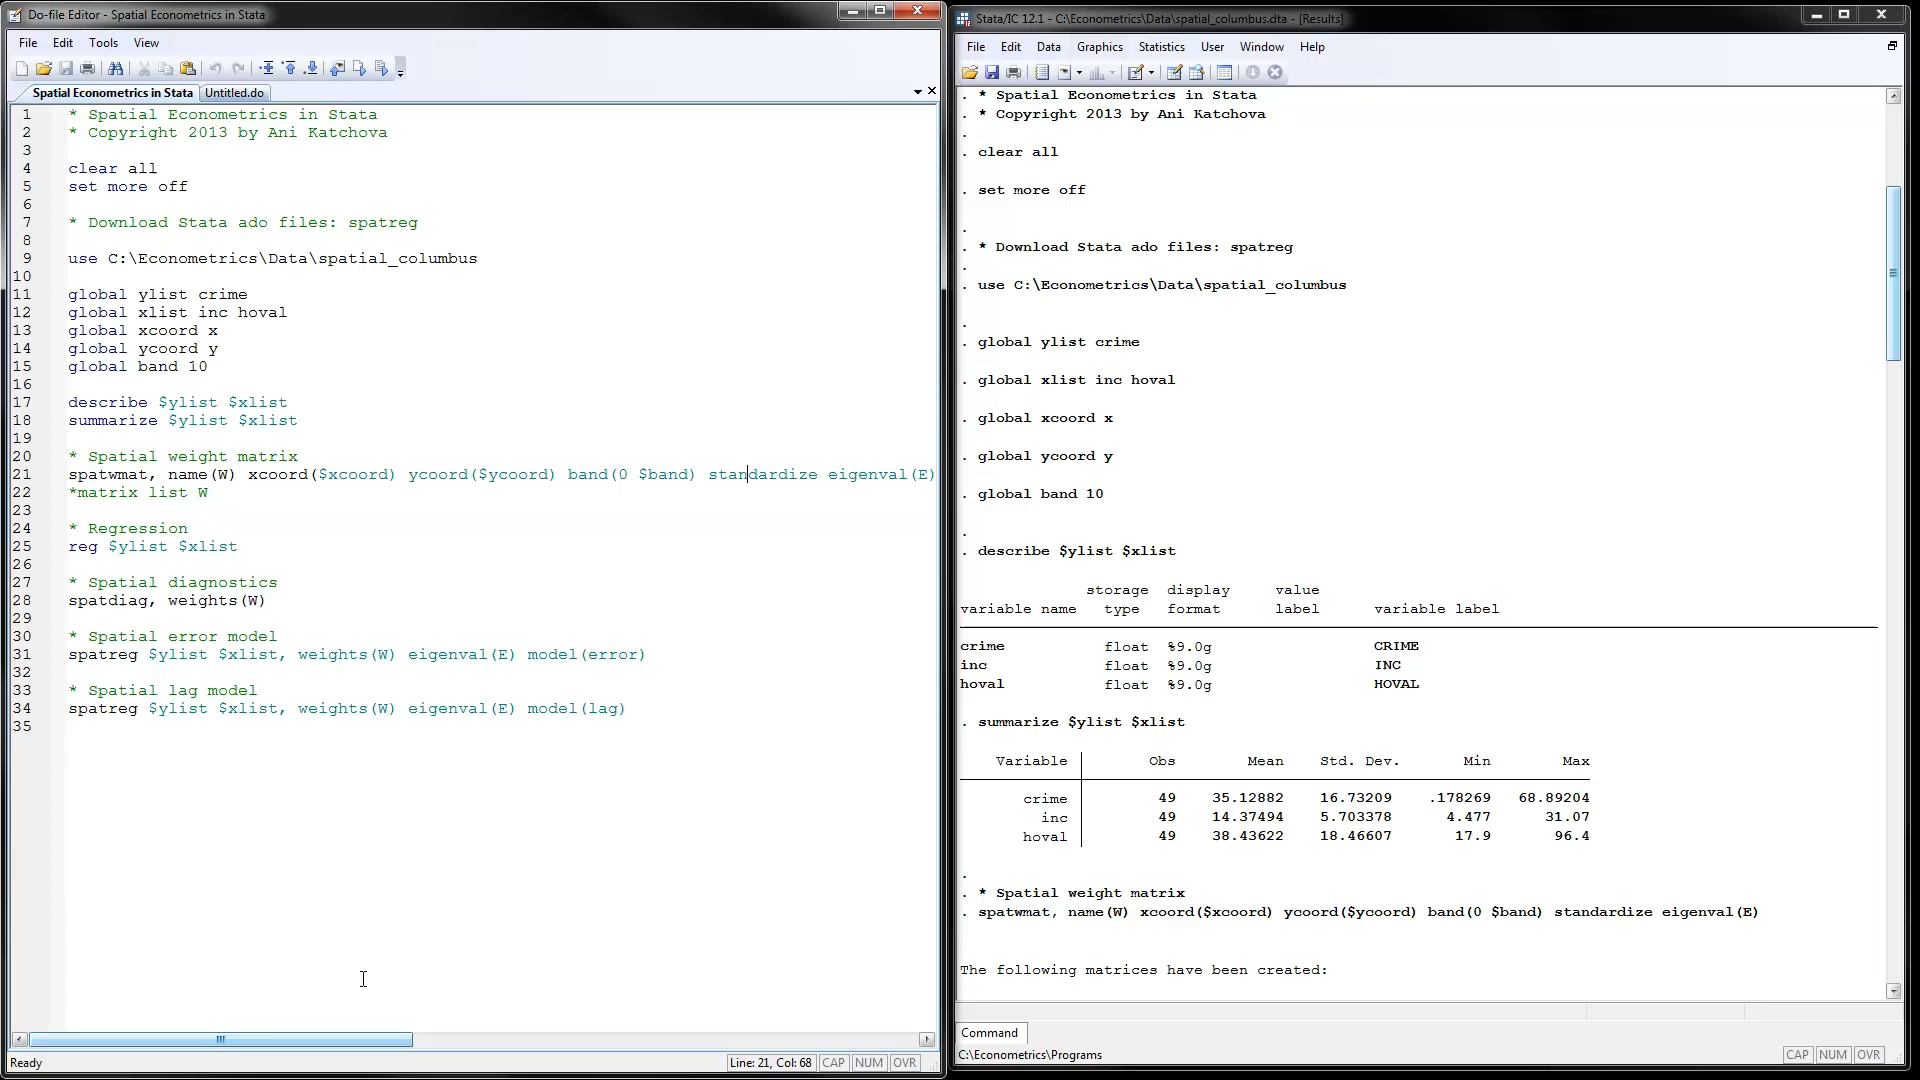 Do-file Editor - Spatial Econometrics in Stata
File Edit Tools View
Spatial Econometrics in Stata Untitled.do
1 * Spatial Econometrics in Stata
2 * Copyright 2013 by Ani Katchova
3
4 clear all
5 set more off
6
7 * Download Stata ado files: spatreg
8
9 use C:\Econometrics\Data\spatial_columbus
10
11 global ylist crime
12 global xlist inc hoval
13 global xcoord x
14 global ycoord y
15 global band 10
16
17 describe $ylist $xlist
18 summarize $ylist $xlist
19
20 * Spatial weight matrix
21 spatwmat, name(W) xcoord($xcoord) ycoord($ycoord) band(0 $band) standardize eigenval(E)
22 *matrix list W
23
24 * Regression
25 reg $ylist $xlist
26
27 * Spatial diagnostics
28 spatdiag, weights(W)
29
30 * Spatial error model
31 spatreg $ylist $xlist, weights(W) eigenval(E) model(error)
32
33 * Spatial lag model
34 spatreg $ylist $xlist, weights(W) eigenval(E) model(lag)
35
Ready Line: 21, Col: 68 CAP NUM OVR
Stata/IC 12.1 - C:\Econometrics\Data\spatial_columbus.dta - [Results]
File Edit Data Graphics Statistics User Window Help
. * Spatial Econometrics in Stata
. * Copyright 2013 by Ani Katchova
.
. clear all
. set more off
.
. * Download Stata ado files: spatreg
.
. use C:\Econometrics\Data\spatial_columbus
.
. global ylist crime
. global xlist inc hoval
. global xcoord x
. global ycoord y
. global band 10
.
. describe $ylist $xlist
storage display value
variable name type format label variable label
crime float %9.0g CRIME
inc float %9.0g INC
hoval float %9.0g HOVAL
. summarize $ylist $xlist
Variable Obs Mean Std. Dev. Min Max
crime 49 35.12882 16.73209 .178269 68.89204
inc 49 14.37494 5.703378 4.477 31.07
hoval 49 38.43622 18.46607 17.9 96.4
.
. * Spatial weight matrix
. spatwmat, name(W) xcoord($xcoord) ycoord($ycoord) band(0 $band) standardize eigenval(E)
The following matrices have been created:
Command
C:\Econometrics\Programs CAP NUM OVR